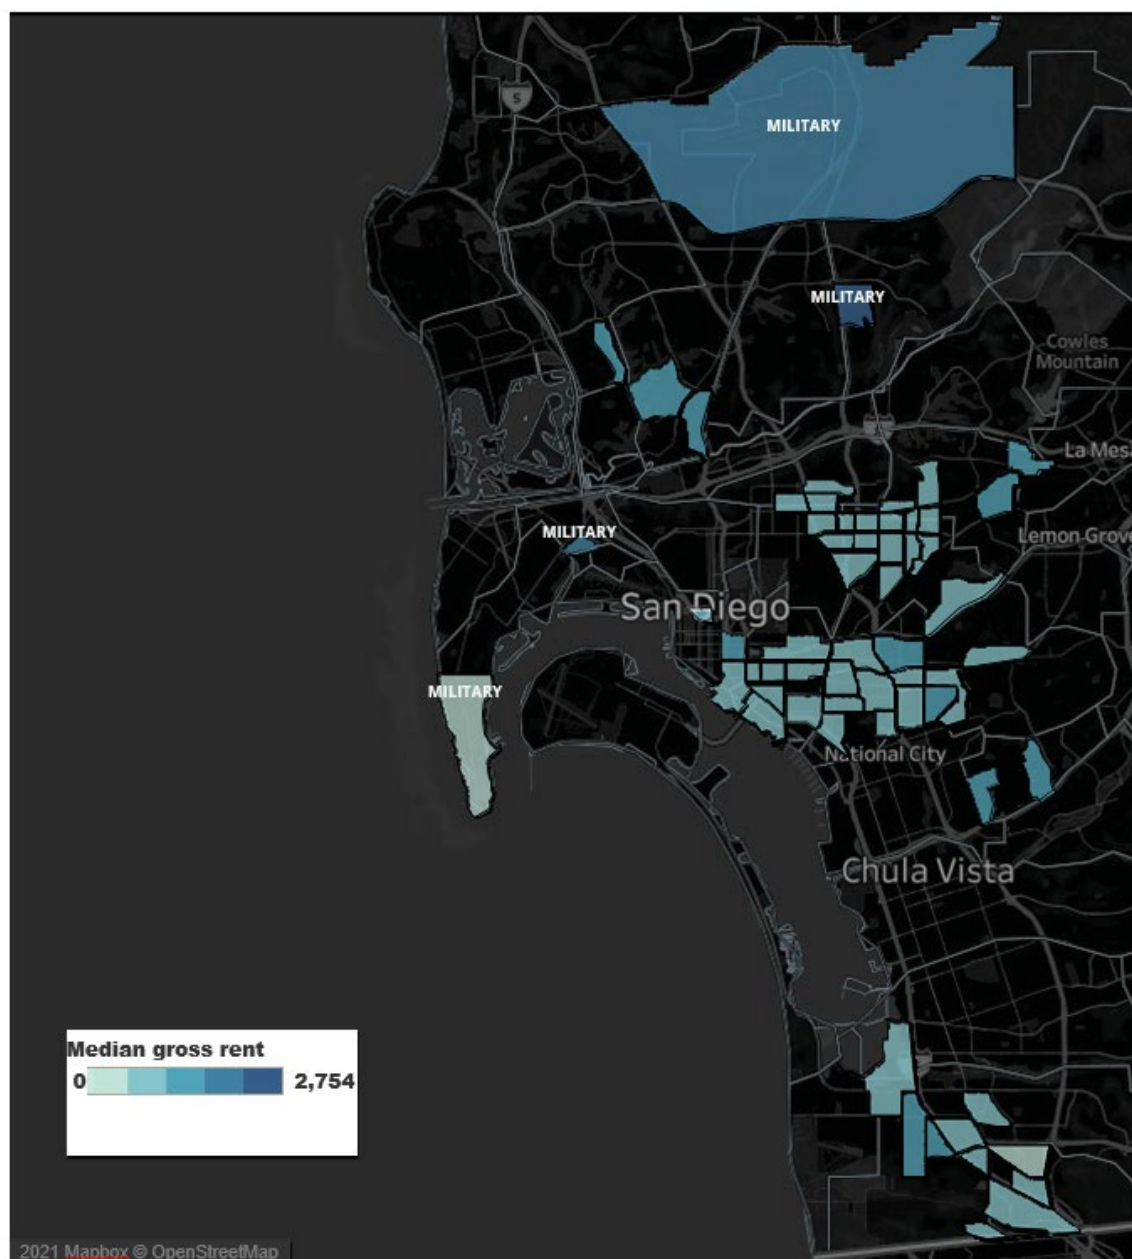 5
MILITARY
MILITARY
Cowles
Mountain
La Mesa
MILITARY
Lemon Grove
San Diego
MILITARY
National City
Chula Vista
Median gross rent
0 2,754
2021 Mapbox © OpenStreetMap